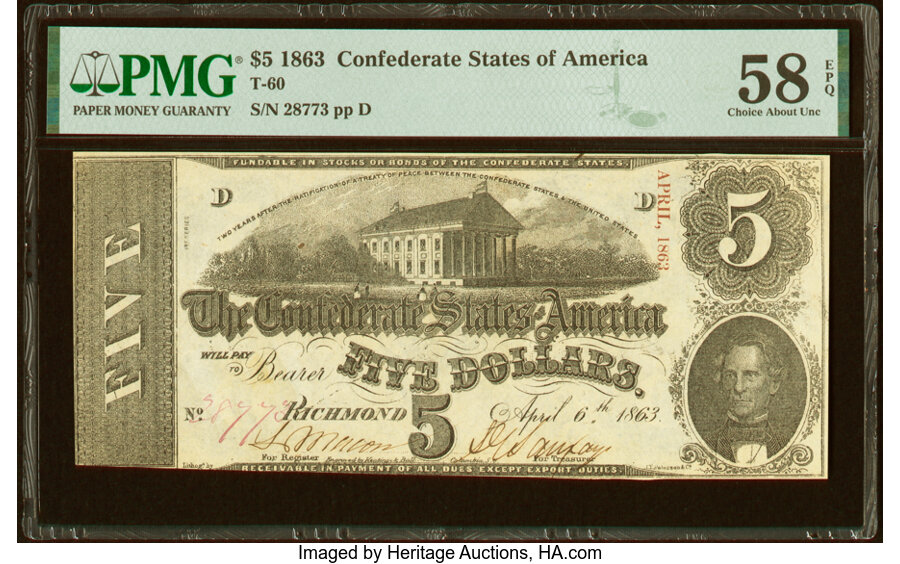 PMG®
PAPER MONEY GUARANTY
$5 1863 Confederate States of America
T-60
S/N 28773 pp D
58
EPQ
Choice About Unc
FUNDABLE IN STOCKS OR BONDS OF THE CONFEDERATE STATES.
TWO YEARS AFTER THE RATIFICATION OF A TREATY OF PEACE BETWEEN THE CONFEDERATE STATES & THE UNITED STATES
D
D
APRIL, 1863
5
FIVE
The Confederate States of America
WILL PAY
TO Bearer
FIVE DOLLARS.
No 28773
RICHMOND
5
April 6th 1863.
For Register
For Treasurer
RECEIVABLE IN PAYMENT OF ALL DUES EXCEPT EXPORT DUTIES.
Imaged by Heritage Auctions, HA.com